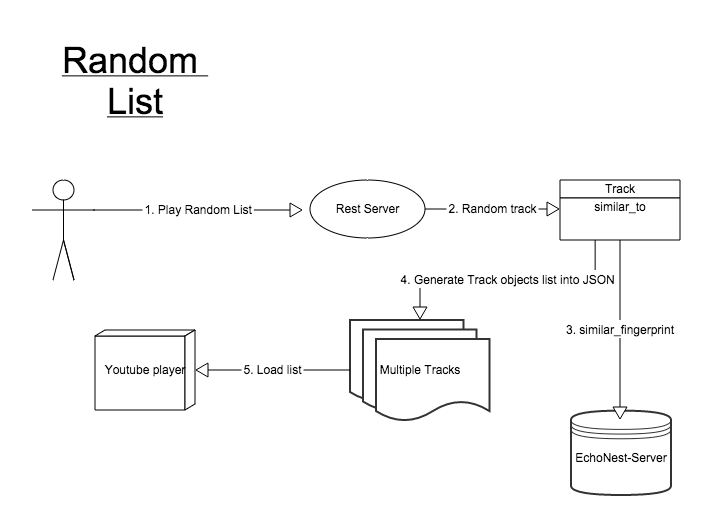 Random
List
1. Play Random List
Rest Server
2. Random track
Track
similar_to
4. Generate Track objects list into JSON
3. similar_fingerprint
Youtube player
5. Load list
Multiple Tracks
EchoNest-Server